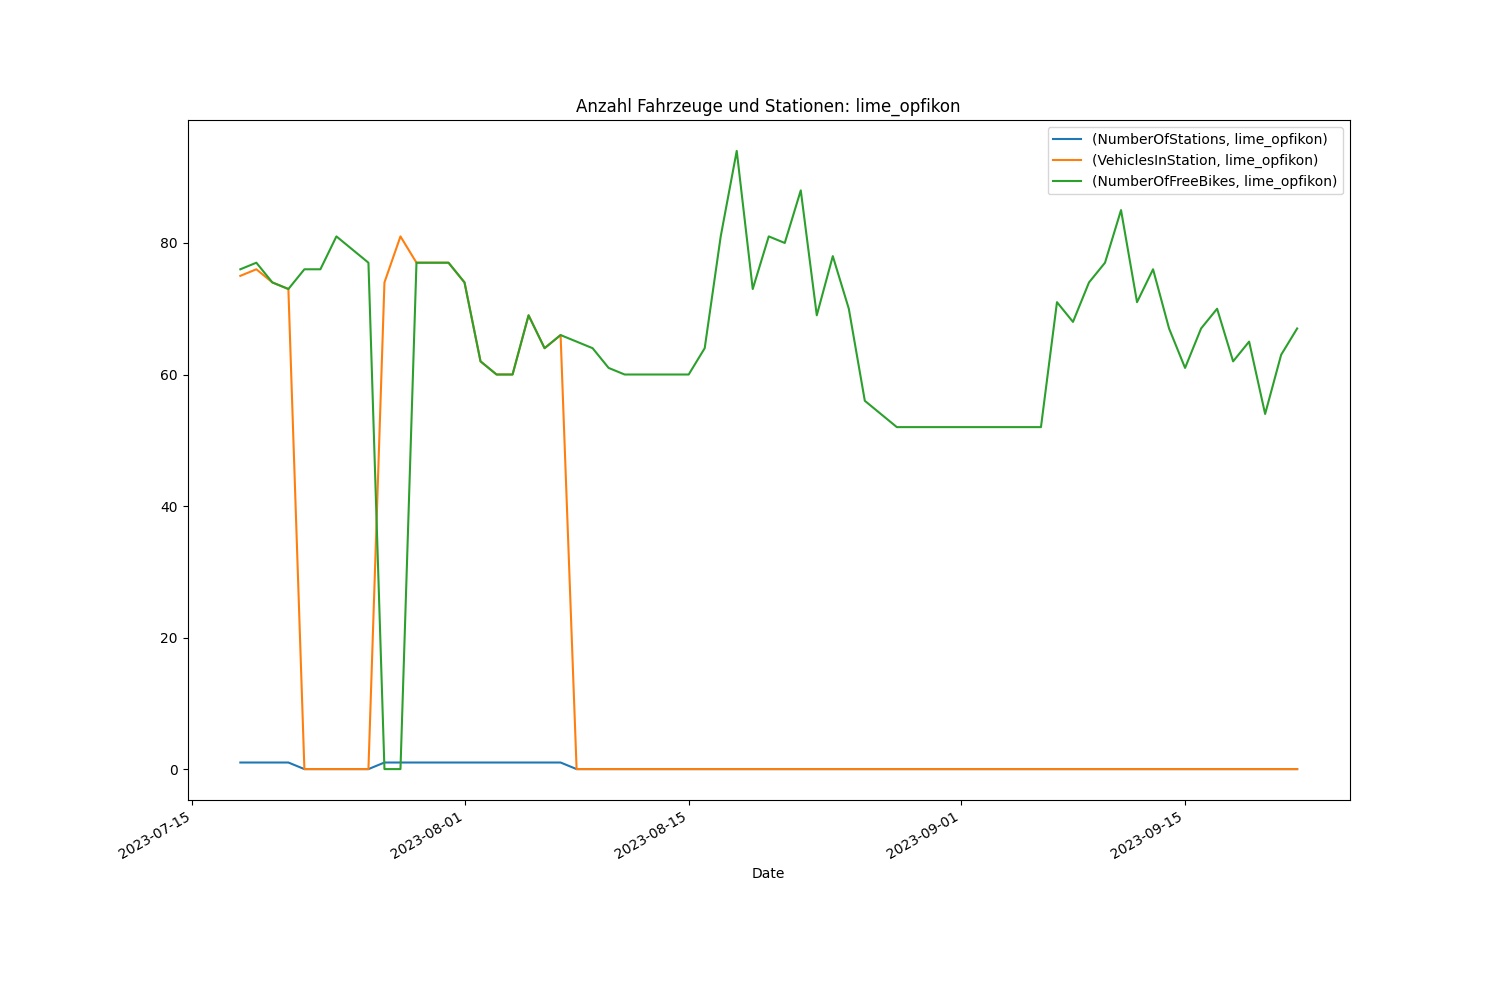 Anzahl Fahrzeuge und Stationen: lime_opfikon
(NumberOfStations, lime_opfikon)
(VehiclesInStation, lime_opfikon)
(NumberOfFreeBikes, lime_opfikon)
80
60
40
20
0
2023-07-15
2023-08-01
2023-08-15
2023-09-01
2023-09-15
Date